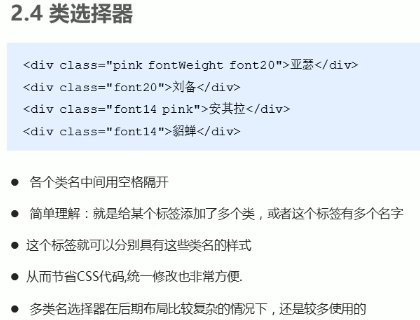 2.4 类选择器
<div class="pink fontWeight font20">亚瑟</div>
<div class="font20">刘备</div>
<div class="font14 pink">安其拉</div>
<div class="font14">貂蝉</div>
● 各个类名中间用空格隔开
● 简单理解：就是给某个标签添加了多个类，或者这个标签有多个名字
● 这个标签就可以分别具有这些类名的样式
● 从而节省CSS代码,统一修改也非常方便.
● 多类名选择器在后期布局比较复杂的情况下，还是较多使用的